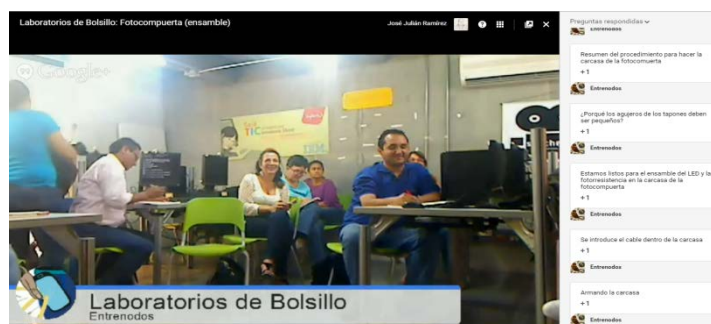 Laboratorios de Bolsillo: Fotocompuerta (ensamble)
José Julián Ramírez
Google+
TIC
IBM
Laboratorios de Bolsillo
Entrenodos
Preguntas respondidas
Entrenodos
Resumen del procedimiento para hacer la
carcasa de la fotocomuerta
+1
Entrenodos
¿Porqué los agujeros de los tapones deben
ser pequeños?
+1
Entrenodos
Estamos listos para el ensamble del LED y la
fotorresistencia en la carcasa de la
fotocompuerta
+1
Entrenodos
Se introduce el cable dentro de la carcasa
+1
Entrenodos
Armando la carcasa
+1
Entrenodos